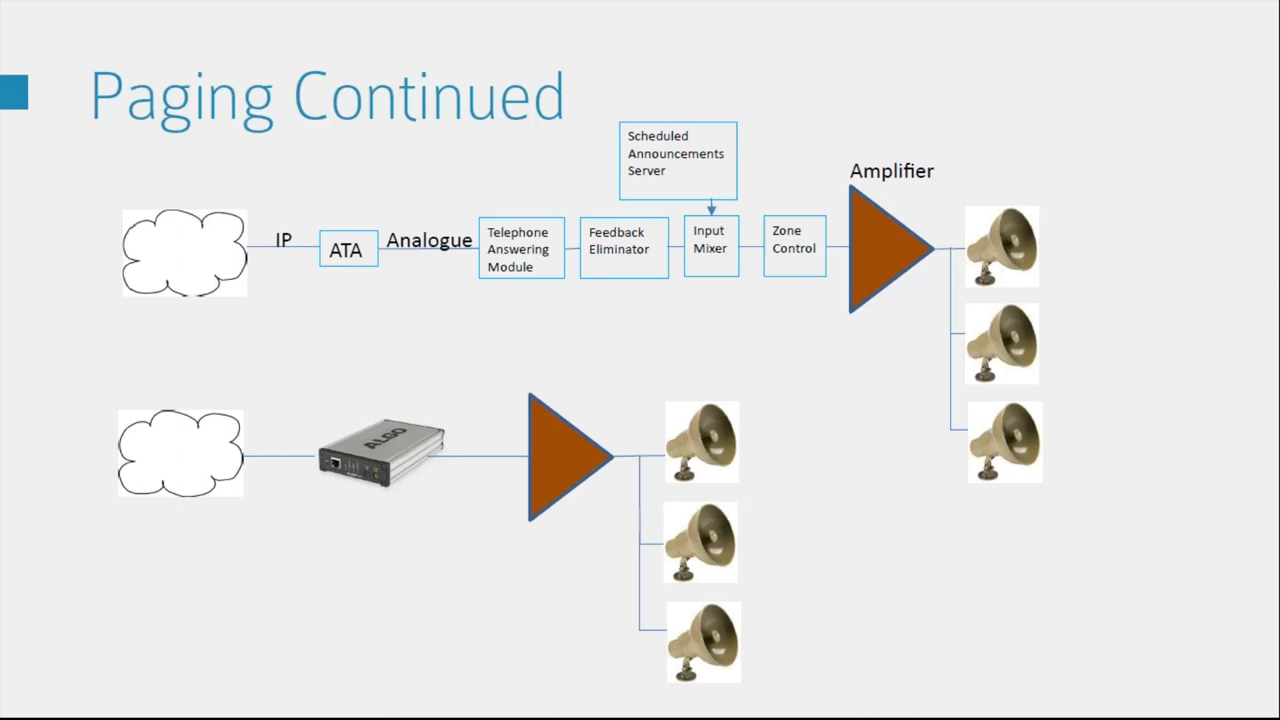 Paging Continued
Scheduled
Announcements
Server
Amplifier
IP
ATA
Analogue
Telephone
Answering
Module
Feedback
Eliminator
Input
Mixer
Zone
Control
ALGO